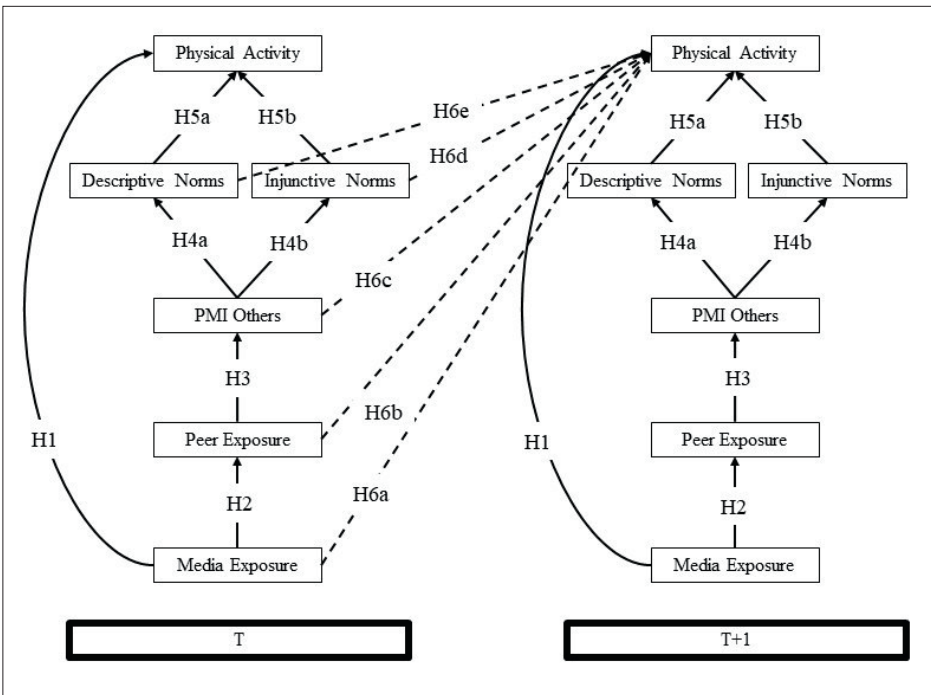 Physical Activity
Physical Activity
H5a
H5b
H6e
H5a
H5b
H6d
Descriptive Norms
Injunctive Norms
Descriptive Norms
Injunctive Norms
H4a
H4b
H4a
H4b
H6c
PMI Others
PMI Others
H3
H3
H6b
H1
Peer Exposure
H1
Peer Exposure
H6a
H2
H2
Media Exposure
Media Exposure
T
T+1